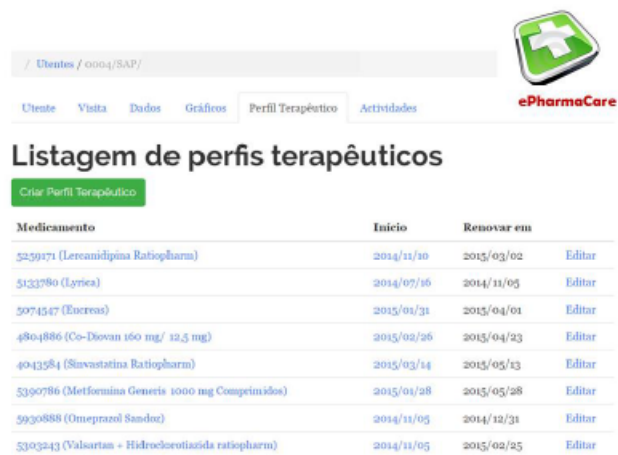 / Utentes / 0004/SAP/
ePharmaCare
Utente Visita Dados Gráficos Perfil Terapêutico Actividades
Listagem de perfis terapêuticos
Criar Perfil Terapêutico
Medicamento Início Renovar em
5259171 (Lercanidipina Ratiopharm) 2014/11/10 2015/03/02 Editar
5133780 (Lyrica) 2014/07/16 2014/11/05 Editar
5074547 (Eucreas) 2015/01/31 2015/04/01 Editar
4804886 (Co-Diovan 160 mg/ 12,5 mg) 2015/02/26 2015/04/23 Editar
4043584 (Sinvastatina Ratiopharm) 2015/03/14 2015/05/13 Editar
5390786 (Metformina Generis 1000 mg Comprimidos) 2015/01/28 2015/05/28 Editar
5930888 (Omeprazol Sandoz) 2014/11/05 2014/12/31 Editar
5303243 (Valsartan + Hidroclorotiazida ratiopharm) 2014/11/05 2015/02/25 Editar